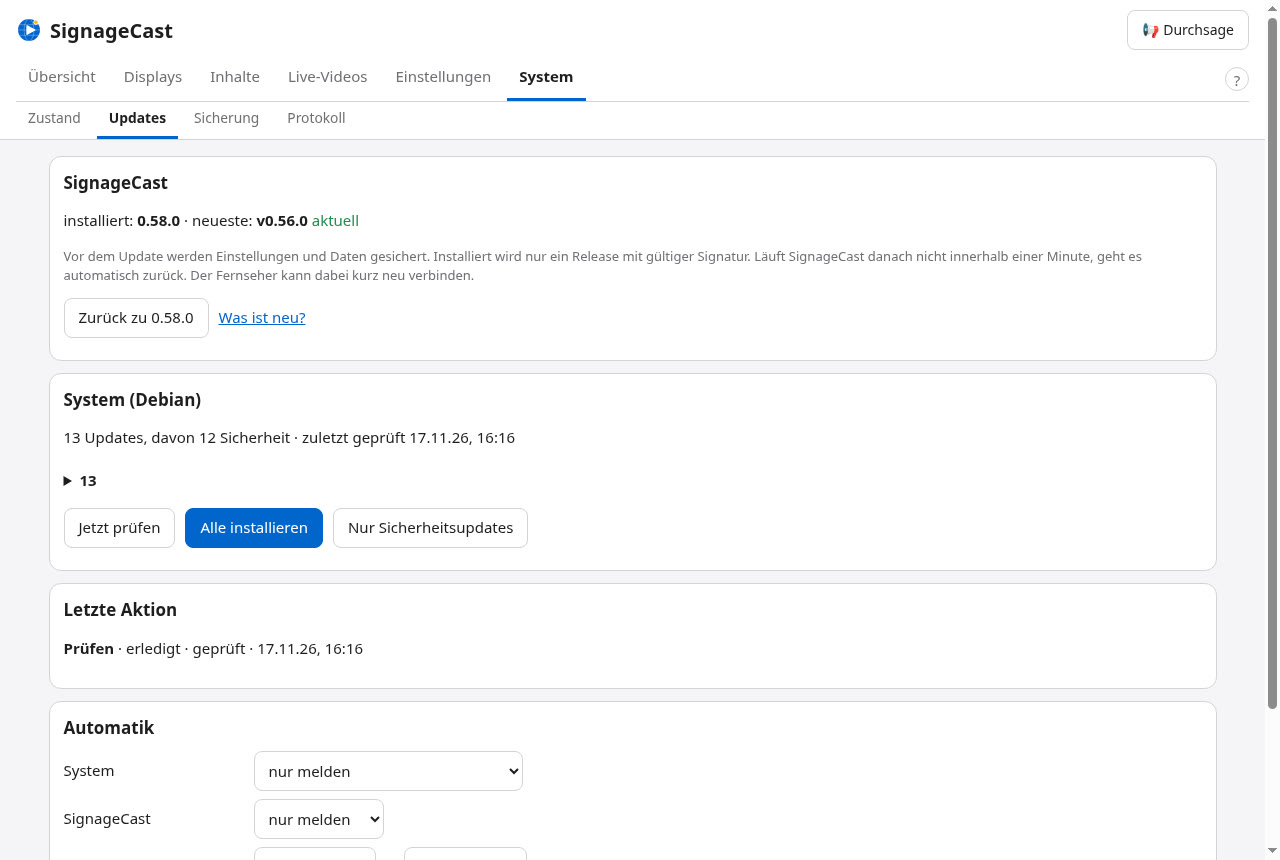 SignageCast
Durchsage
Übersicht Displays Inhalte Live-Videos Einstellungen System ?
Zustand Updates Sicherung Protokoll
SignageCast
installiert: 0.58.0 · neueste: v0.56.0 aktuell
Vor dem Update werden Einstellungen und Daten gesichert. Installiert wird nur ein Release mit gültiger Signatur. Läuft SignageCast danach nicht innerhalb einer Minute, geht es
automatisch zurück. Der Fernseher kann dabei kurz neu verbinden.
Zurück zu 0.58.0 Was ist neu?
System (Debian)
13 Updates, davon 12 Sicherheit · zuletzt geprüft 17.11.26, 16:16
13
Jetzt prüfen Alle installieren Nur Sicherheitsupdates
Letzte Aktion
Prüfen · erledigt · geprüft · 17.11.26, 16:16
Automatik
System nur melden
SignageCast nur melden